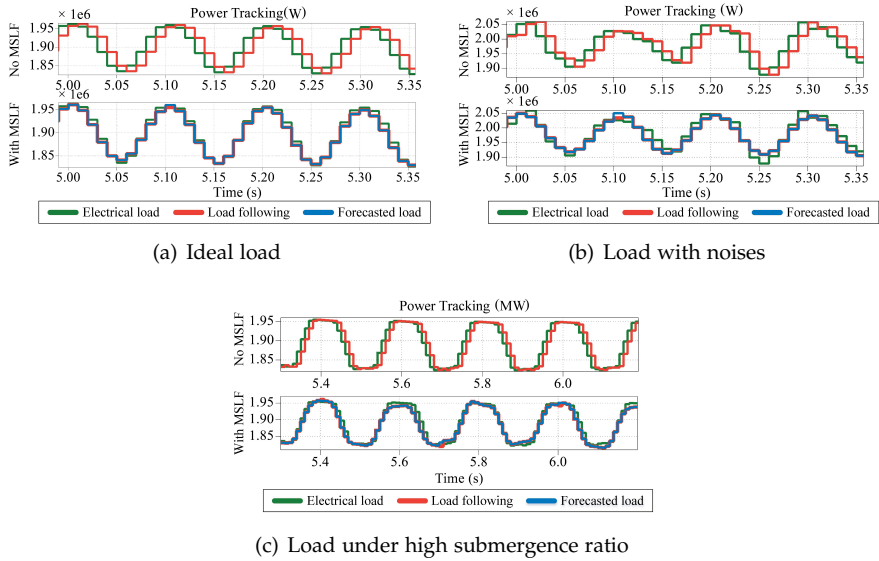 Power Tracking(W)
× 1e6
No MSLF
1.95
1.90
1.85
5.00 5.05 5.10 5.15 5.20 5.25 5.30 5.35
× 1e6
With MSLF
1.95
1.90
1.85
5.00 5.05 5.10 5.15 5.20 5.25 5.30 5.35
Time (s)
Electrical load Load following Forecasted load
(a) Ideal load
Power Tracking (W)
× 1e6
No MSLF
2.05
2.00
1.95
1.90
5.00 5.05 5.10 5.15 5.20 5.25 5.30 5.35
× 1e6
With MSLF
2.05
2.00
1.95
1.90
5.00 5.05 5.10 5.15 5.20 5.25 5.30 5.35
Time (s)
Electrical load Load following Forecasted load
(b) Load with noises
Power Tracking (MW)
No MSLF
1.95
1.90
1.85
5.4 5.6 5.8 6.0
With MSLF
1.95
1.90
1.85
5.4 5.6 5.8 6.0
Time (s)
Electrical load Load following Forecasted load
(c) Load under high submergence ratio